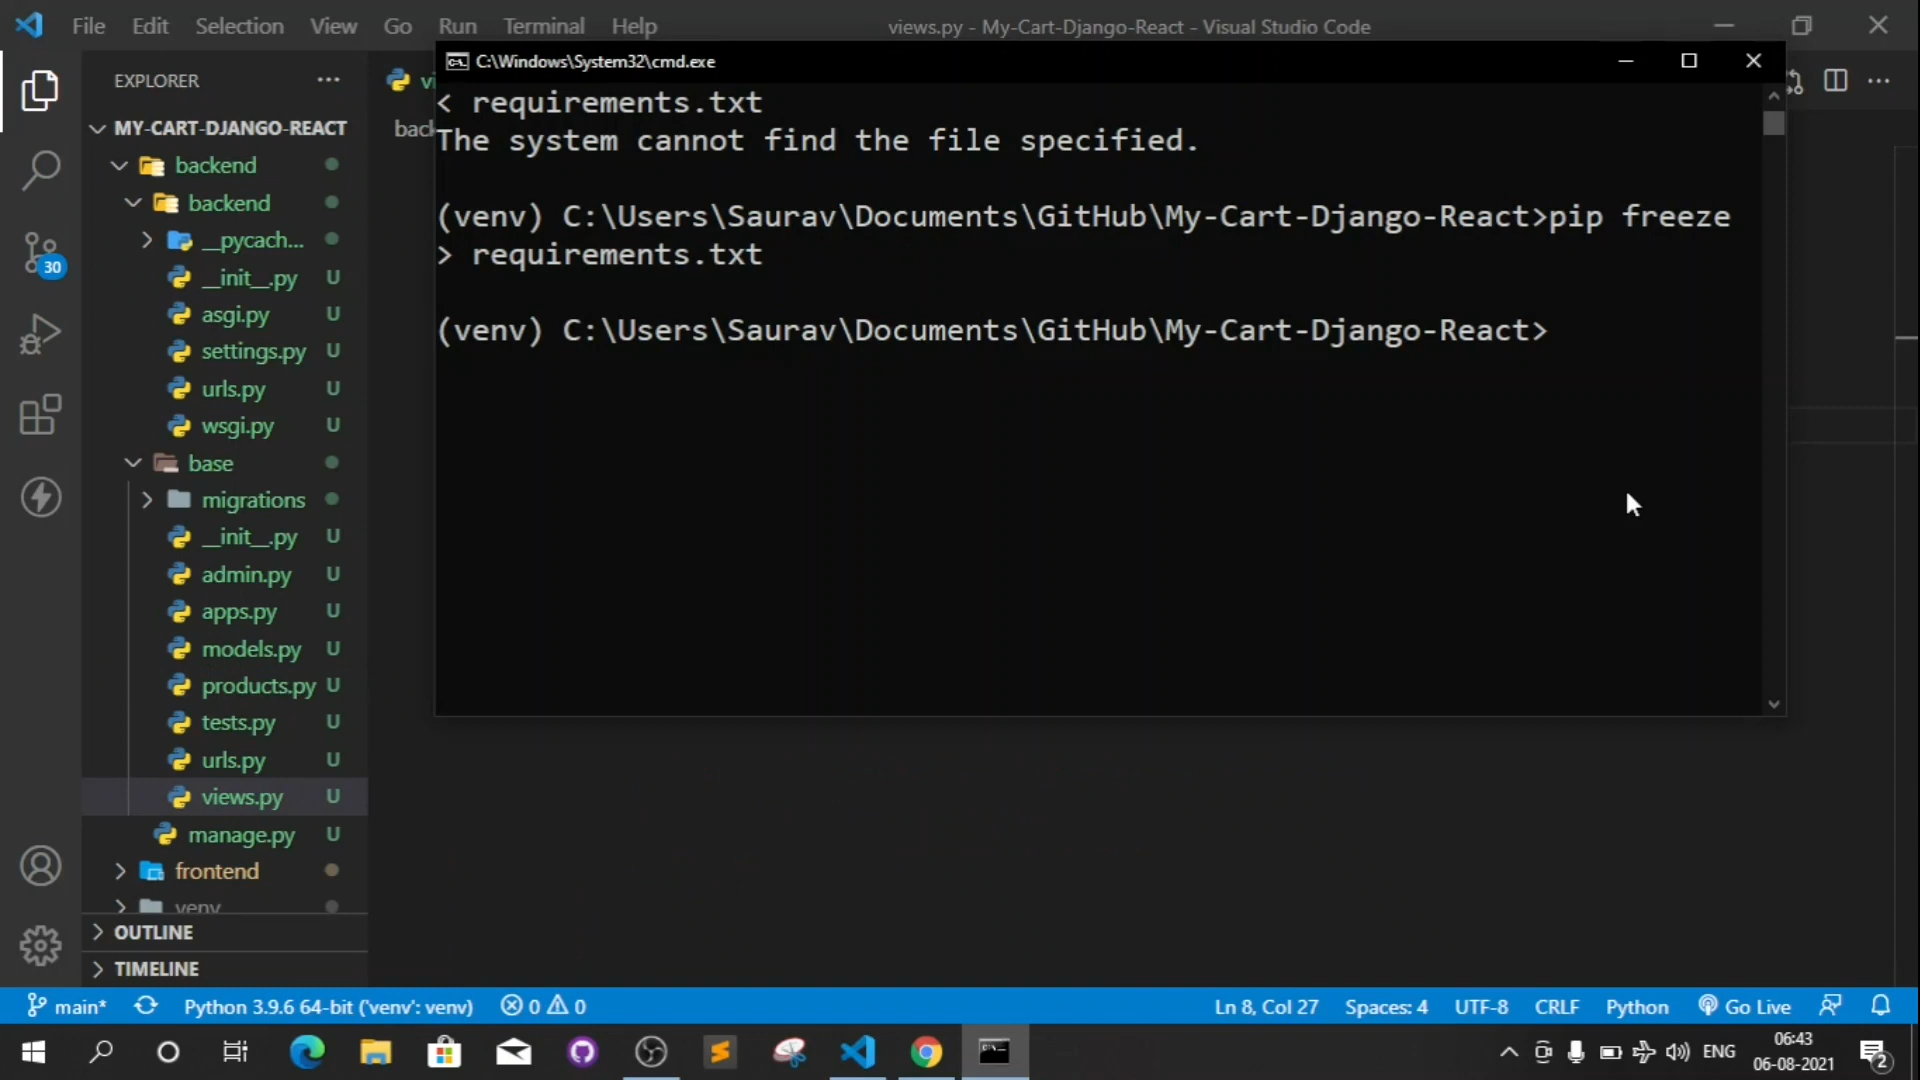 File Edit Selection View Go Run Terminal Help views.py - My-Cart-Django-React - Visual Studio Code
EXPLORER
MY-CART-DJANGO-REACT
backend
backend
__pycach...
__init__.py U
asgi.py U
settings.py U
urls.py U
wsgi.py U
base
migrations
__init__.py U
admin.py U
apps.py U
models.py U
products.py U
tests.py U
urls.py U
views.py U
manage.py U
frontend
venv
OUTLINE
TIMELINE
30
C:\Windows\System32\cmd.exe
< requirements.txt
The system cannot find the file specified.
(venv) C:\Users\Saurav\Documents\GitHub\My-Cart-Django-React>pip freeze
> requirements.txt
(venv) C:\Users\Saurav\Documents\GitHub\My-Cart-Django-React>
main* Python 3.9.6 64-bit ('venv': venv) 0 0 Ln 8, Col 27 Spaces: 4 UTF-8 CRLF Python Go Live
ENG 06:43
06-08-2021
2